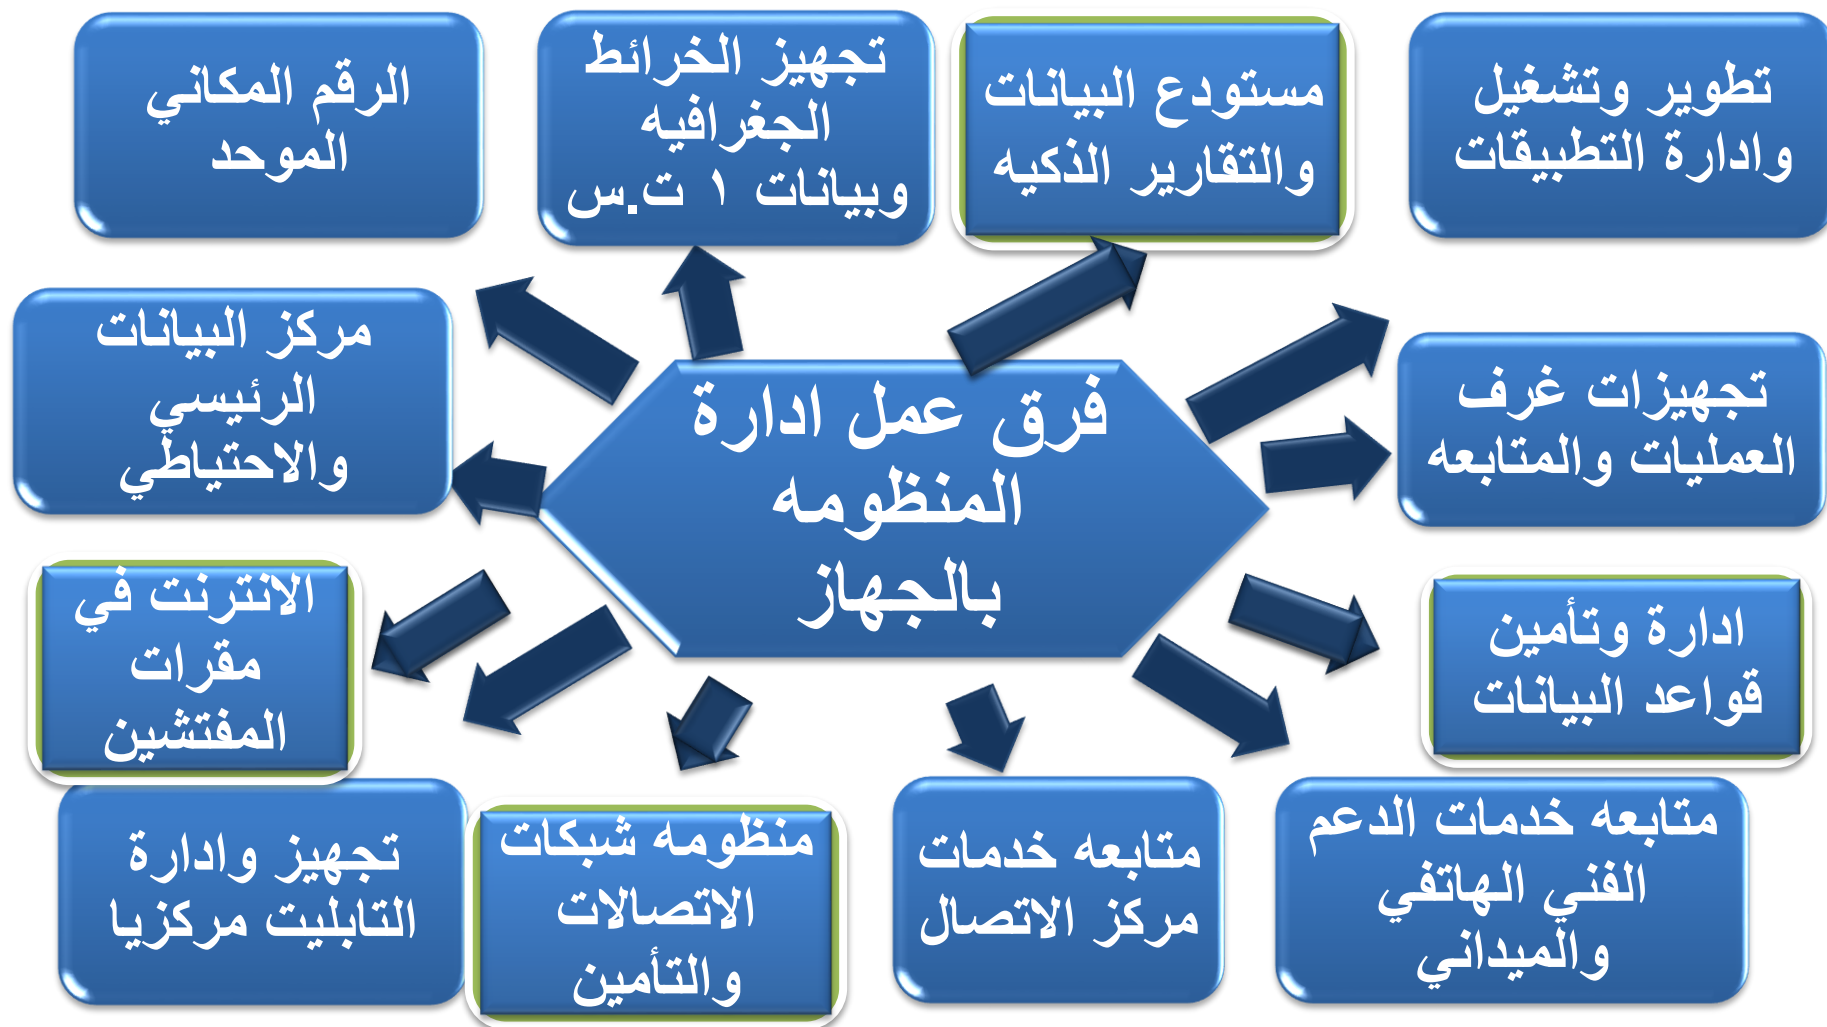 تطوير وتشغيل
وادارة التطبيقات
مستودع البيانات
والتقارير الذكيه
تجهيز الخرائط
الجغرافيه
وبيانات ١ ت.س
الرقم المكاني
الموحد
تجهيزات غرف
العمليات والمتابعه
فرق عمل ادارة
المنظومه
بالجهاز
مركز البيانات
الرئيسي
والاحتياطي
ادارة وتأمين
قواعد البيانات
الانترنت في
مقرات
المفتشين
متابعه خدمات الدعم
الفني الهاتفي
والميداني
متابعه خدمات
مركز الاتصال
منظومه شبكات
الاتصالات
والتأمين
تجهيز وادارة
التابليت مركزيا